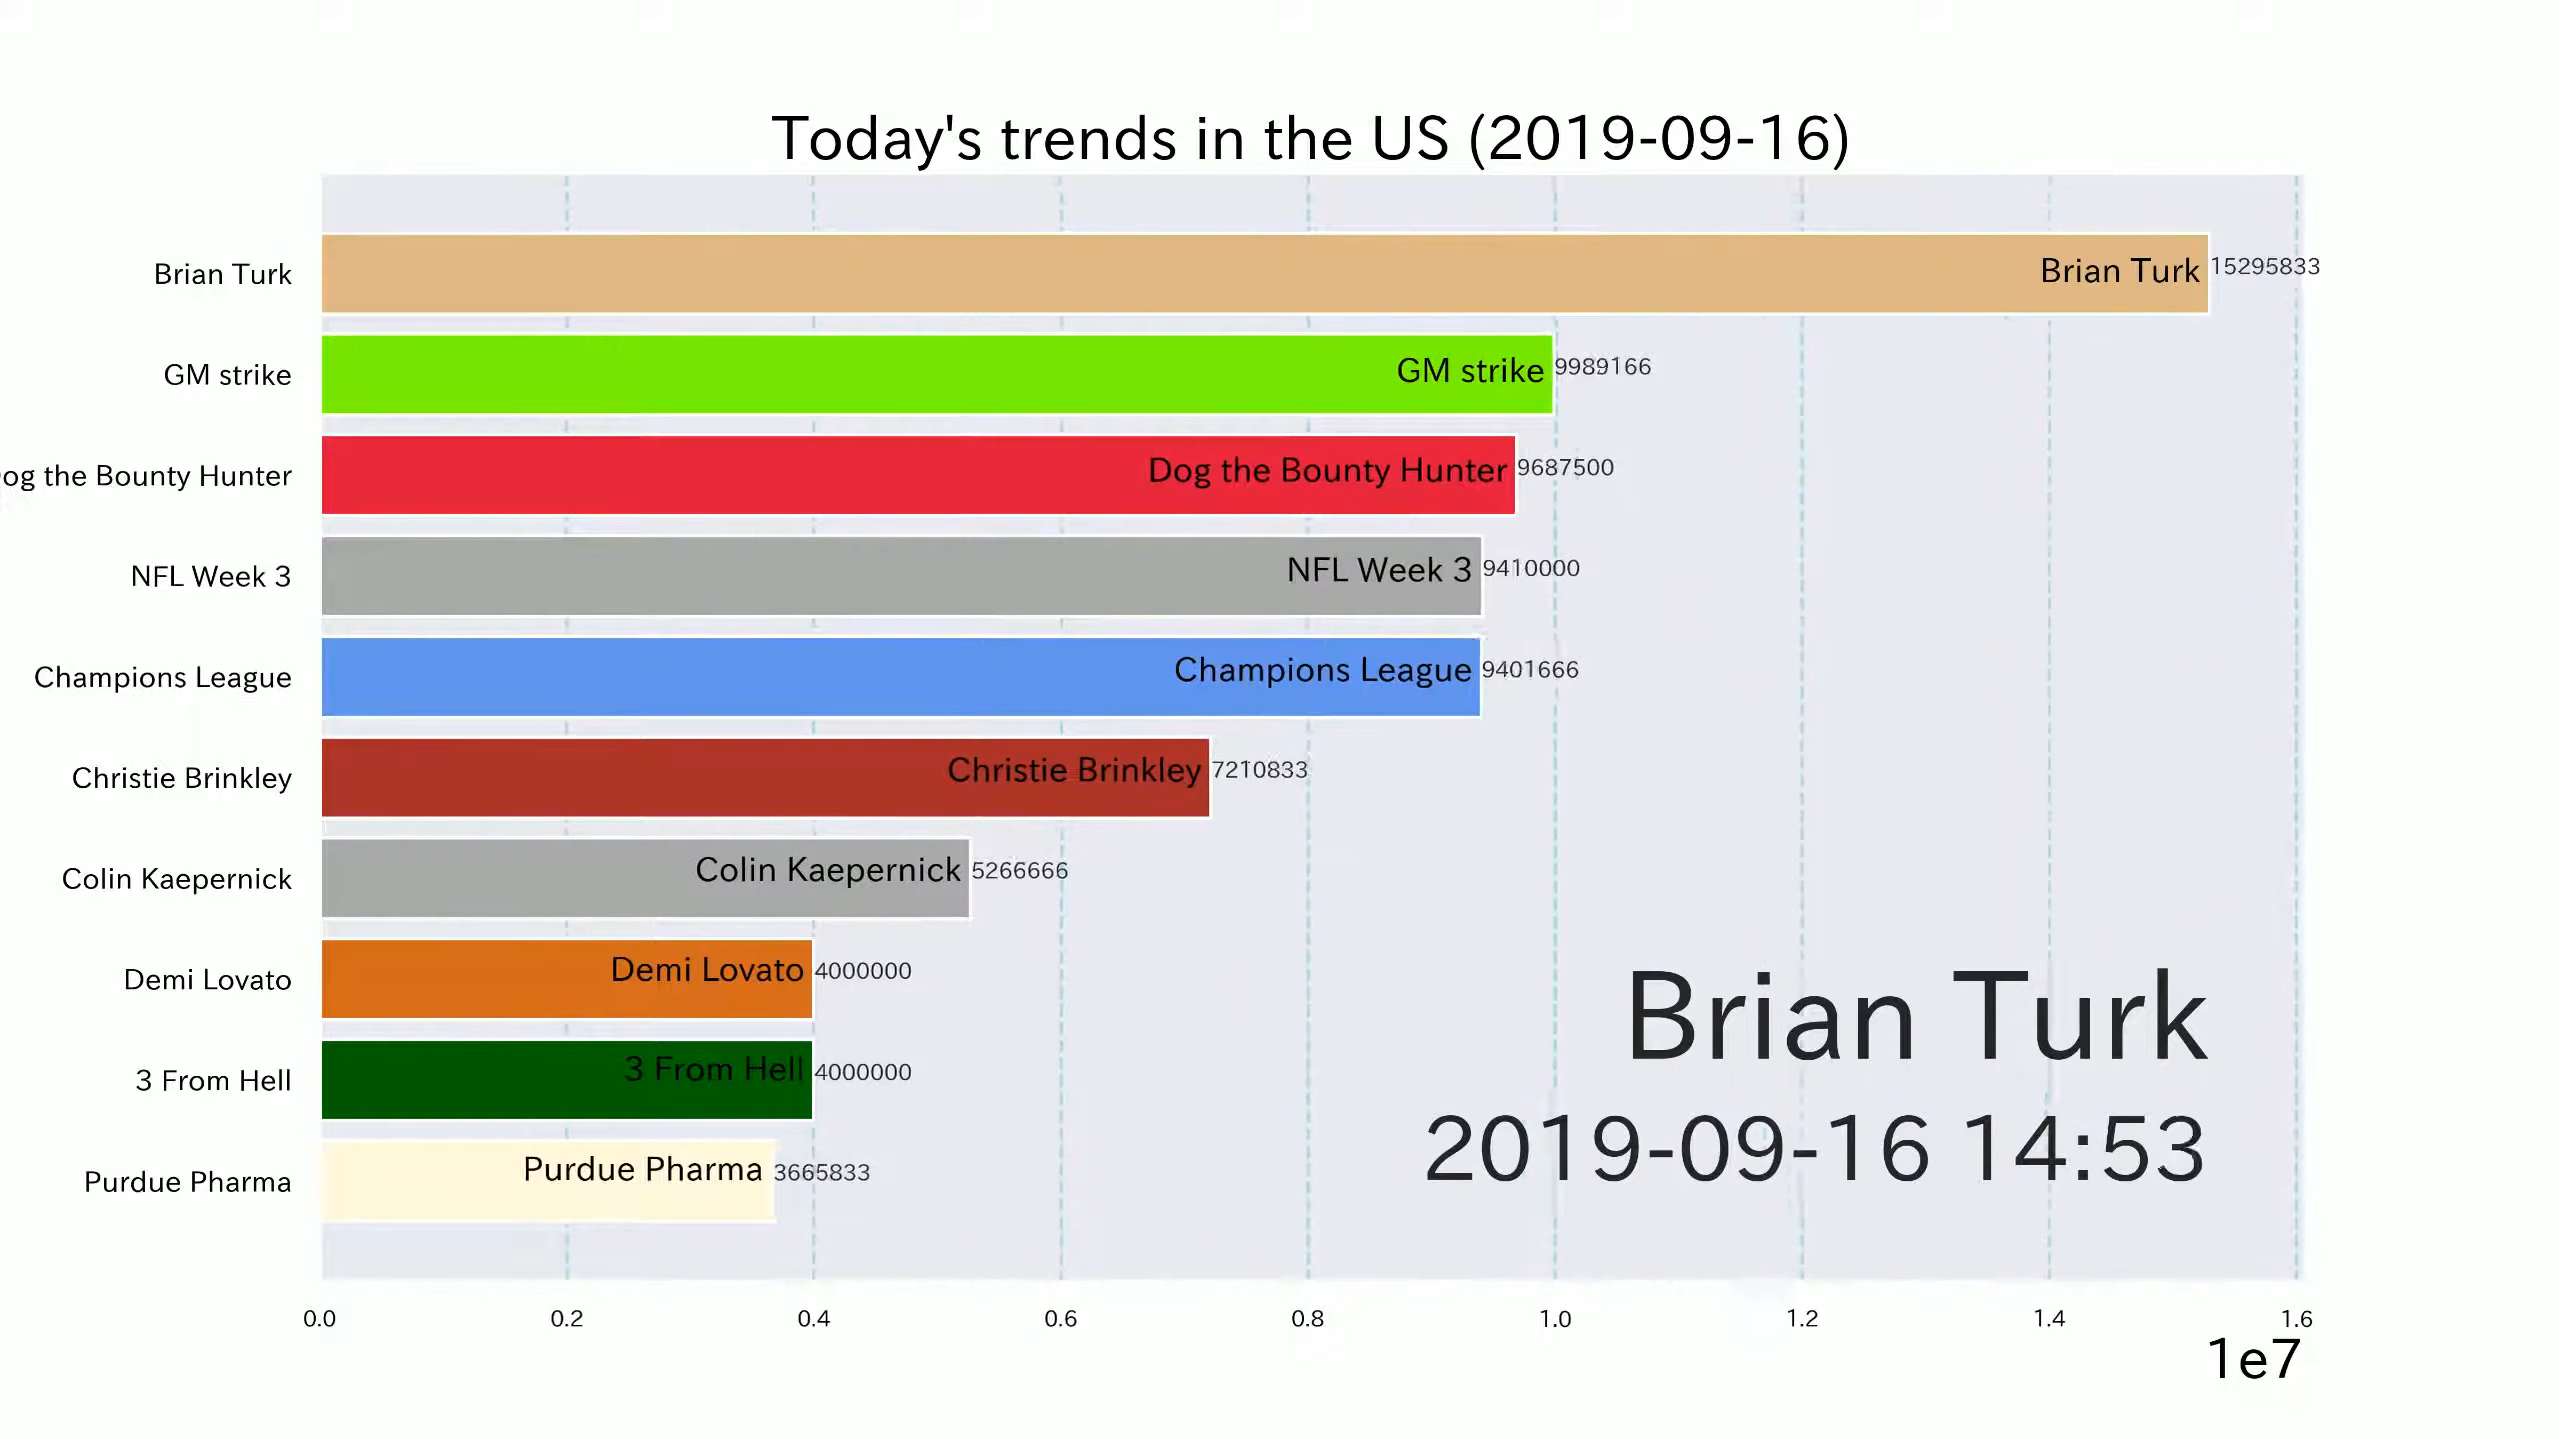 Today's trends in the US (2019-09-16)
Brian Turk Brian Turk 15295833
GM strike GM strike 9989166
og the Bounty Hunter Dog the Bounty Hunter 9687500
NFL Week 3 NFL Week 3 9410000
Champions League Champions League 9401666
Christie Brinkley Christie Brinkley 7210833
Colin Kaepernick Colin Kaepernick 5266666
Demi Lovato Demi Lovato 4000000
3 From Hell 3 From Hell 4000000
Purdue Pharma Purdue Pharma 3665833
Brian Turk
2019-09-16 14:53
0.0 0.2 0.4 0.6 0.8 1.0 1.2 1.4 1.6
1e7